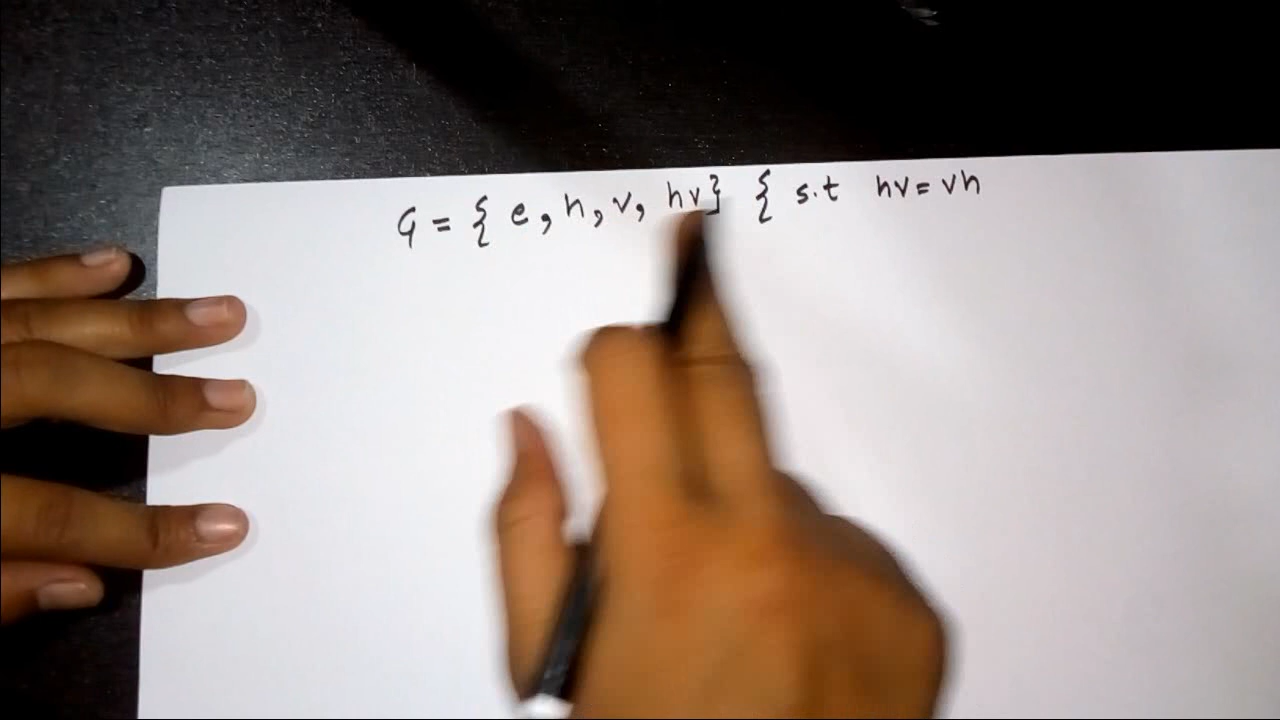 G = { e, h, v, hv} { s.t hv = vh